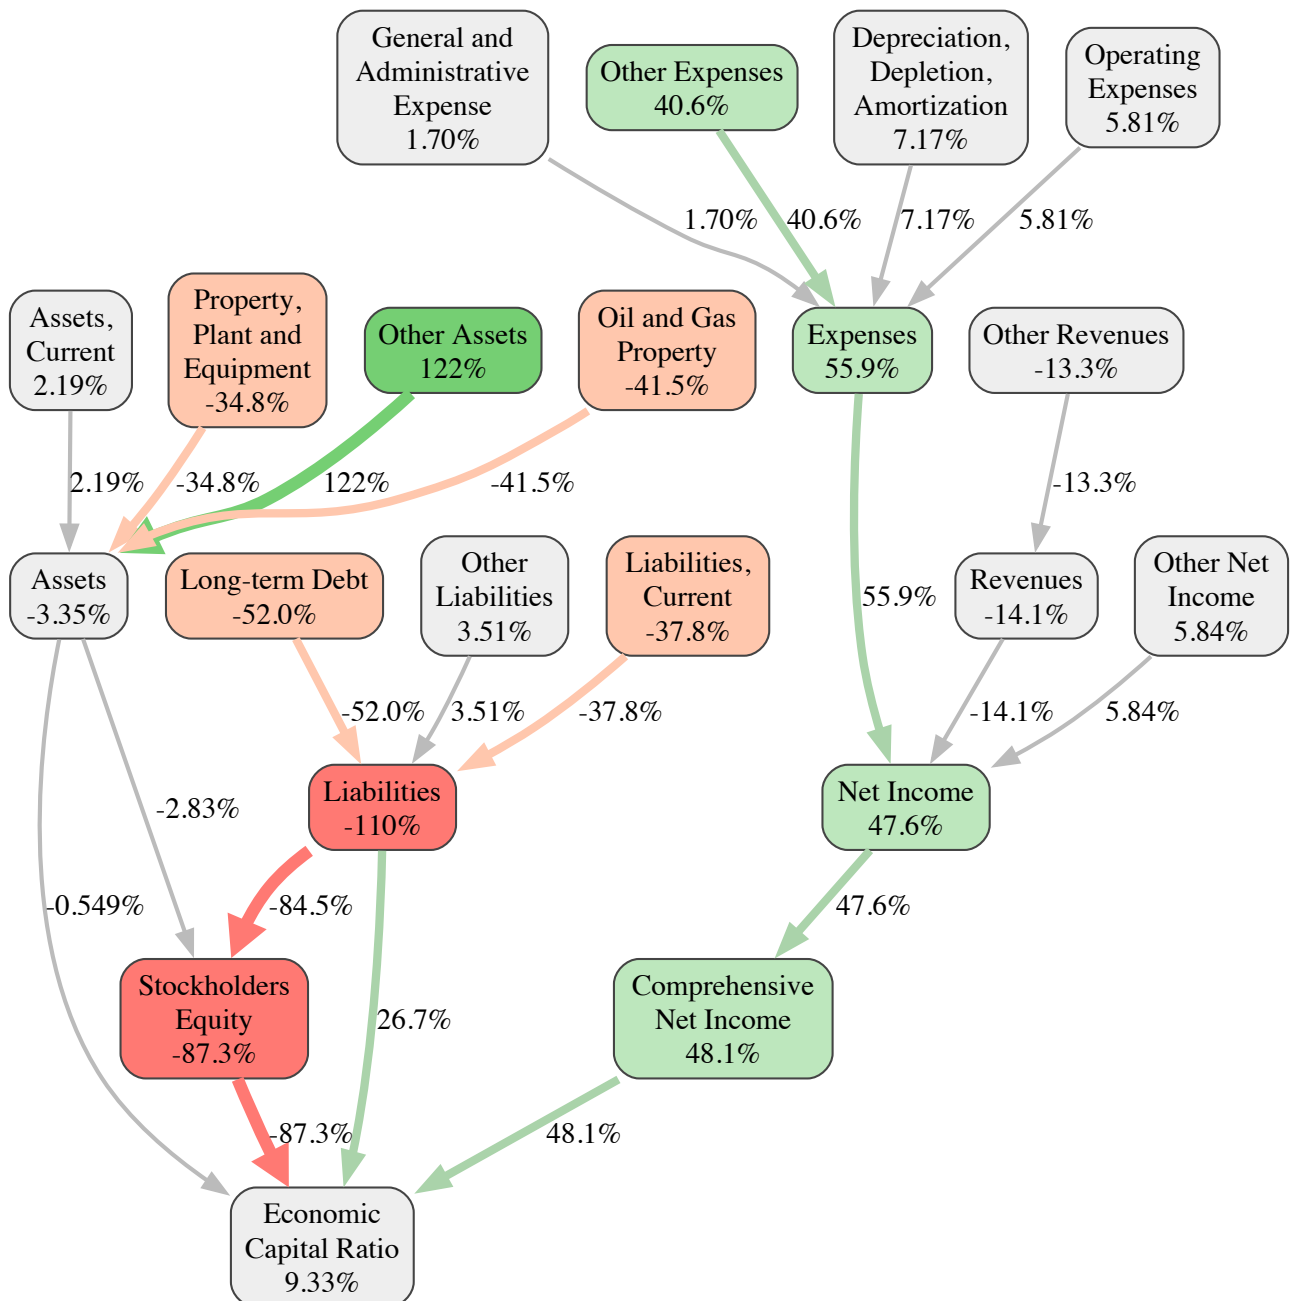 General and
Administrative
Expense
1.70%
Other Expenses
40.6%
Depreciation,
Depletion,
Amortization
7.17%
Operating
Expenses
5.81%
1.70%
40.6%
7.17%
5.81%
Assets,
Current
2.19%
Property,
Plant and
Equipment
-34.8%
Other Assets
122%
Oil and Gas
Property
-41.5%
Expenses
55.9%
Other Revenues
-13.3%
2.19%
-34.8%
122%
-41.5%
-13.3%
Assets
-3.35%
Long-term Debt
-52.0%
Other
Liabilities
3.51%
Liabilities,
Current
-37.8%
55.9%
Revenues
-14.1%
Other Net
Income
5.84%
-52.0%
3.51%
-37.8%
-14.1%
5.84%
-2.83%
Liabilities
-110%
Net Income
47.6%
-0.549%
-84.5%
47.6%
Stockholders
Equity
-87.3%
26.7%
Comprehensive
Net Income
48.1%
-87.3%
48.1%
Economic
Capital Ratio
9.33%